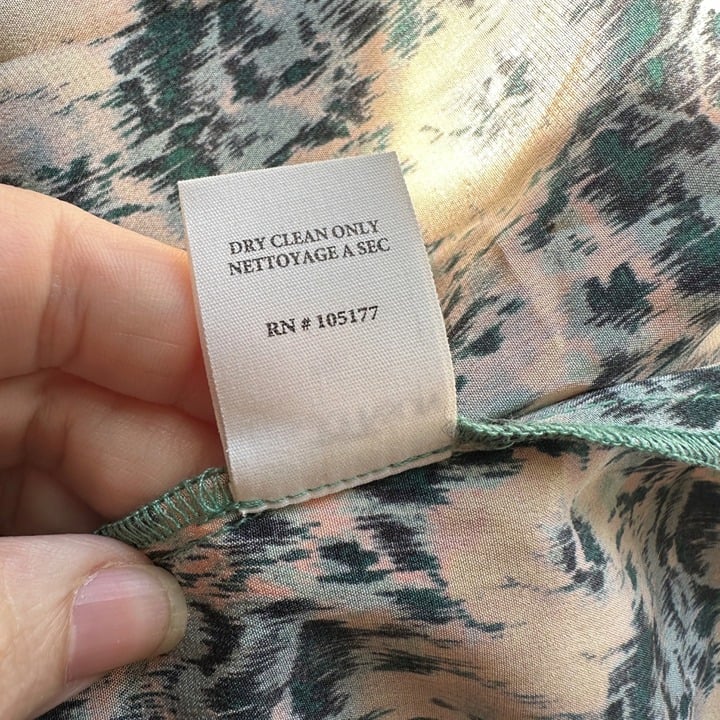 DRY CLEAN ONLY
NETTOYAGE A SEC
RN # 105177